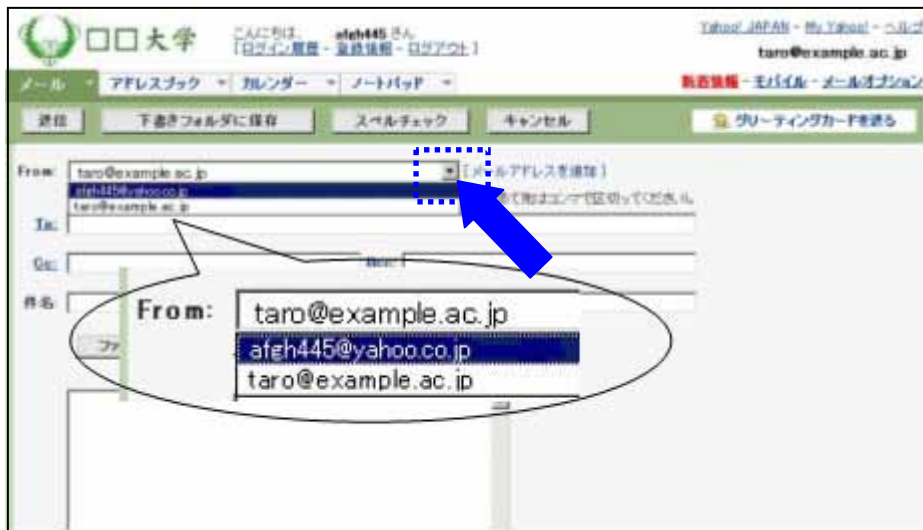 □□大学
こんにちは、 afgh445 さん
[ログイン履歴 - 登録情報 - ログアウト]
Yahoo! JAPAN - My Yahoo! - ヘルプ
taro@example.ac.jp
メール アドレスブック カレンダー ノートパッド
新着情報 - モバイル - メールオプション
送信 下書きフォルダに保存 スペルチェック キャンセル グリーティングカードを送る
From: taro@example.ac.jp [メールアドレスを追加]
afgh445@yahoo.co.jp
taro@example.ac.jp
To:
Cc: Bcc:
件名:
From: taro@example.ac.jp
afgh445@yahoo.co.jp
taro@example.ac.jp
ファ